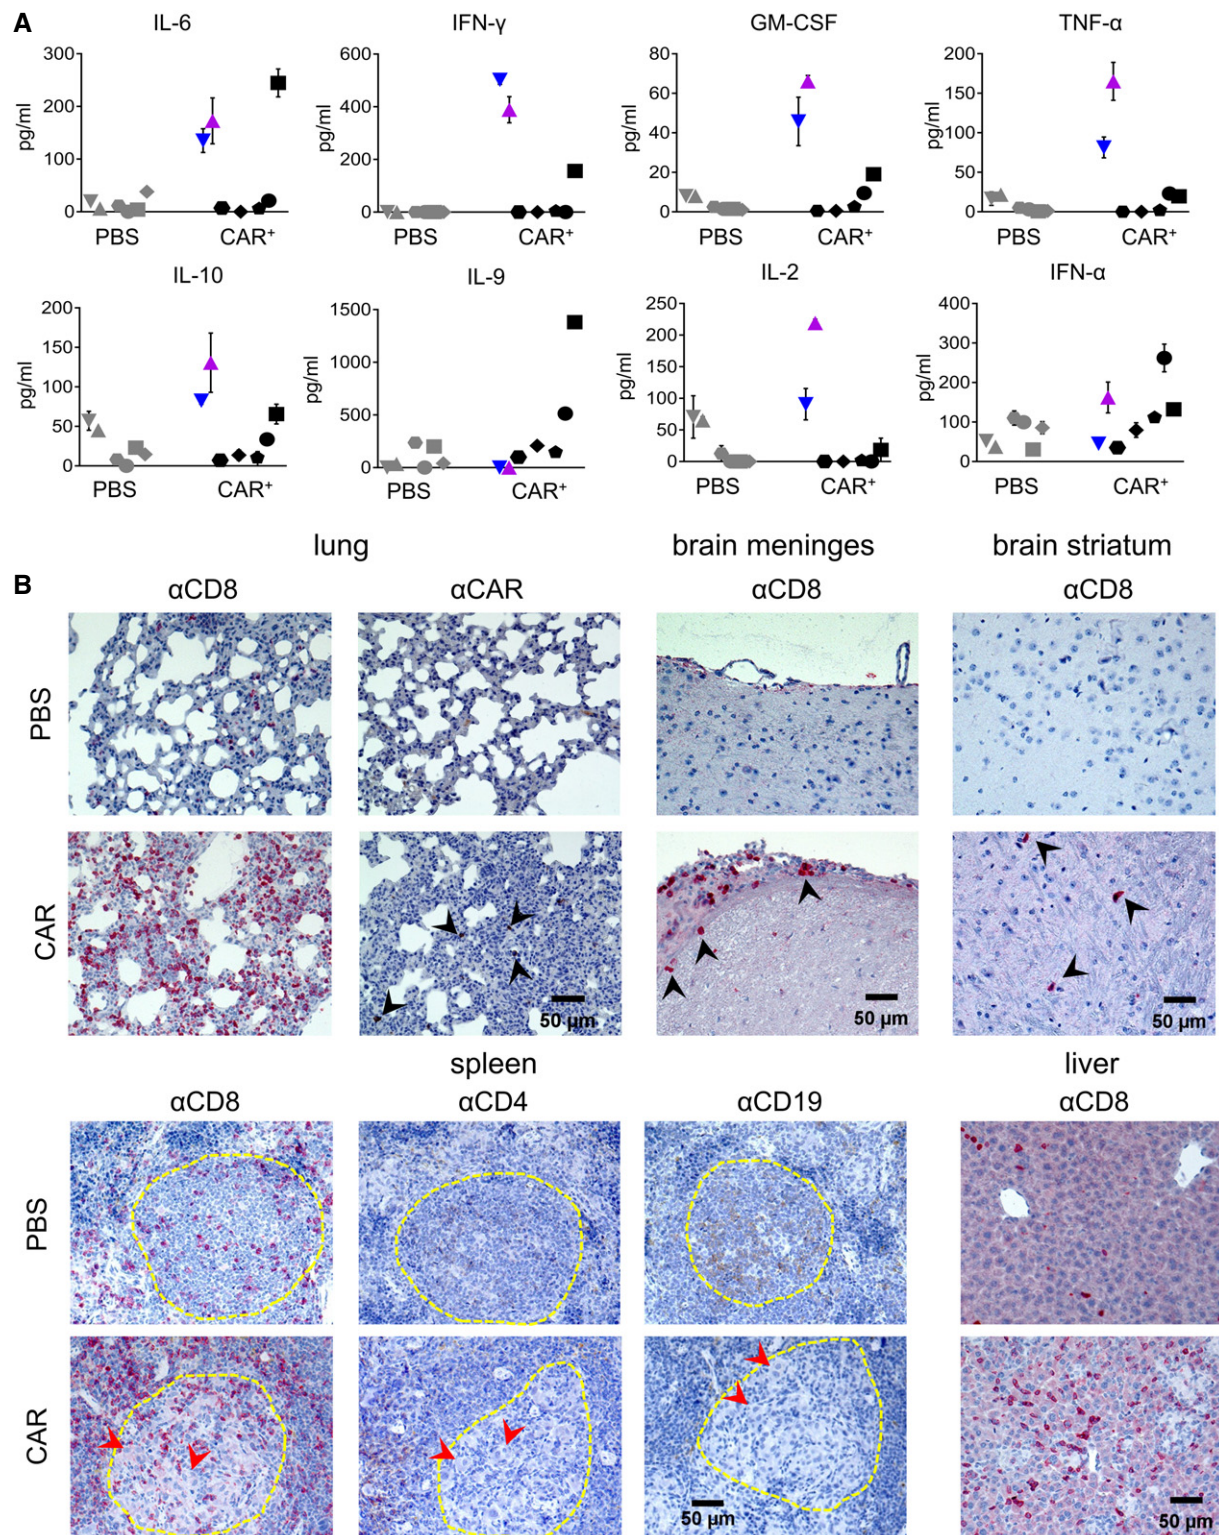 A
IL-6 IFN-γ GM-CSF TNF-α
300 600 80 200
200 400 60 150
100 200 40 100
0 0 20 50
0 0
pg/ml pg/ml pg/ml pg/ml
PBS CAR+ PBS CAR+ PBS CAR+ PBS CAR+
IL-10 IL-9 IL-2 IFN-α
200 1500 250 400
150 1000 200 300
100 500 150 200
50 0 100 100
0 50 0
0
pg/ml pg/ml pg/ml pg/ml
PBS CAR+ PBS CAR+ PBS CAR+ PBS CAR+
lung brain meninges brain striatum
B
αCD8 αCAR αCD8 αCD8
PBS
CAR
50 µm 50 µm 50 µm
spleen liver
αCD8 αCD4 αCD19 αCD8
PBS
CAR
50 µm 50 µm